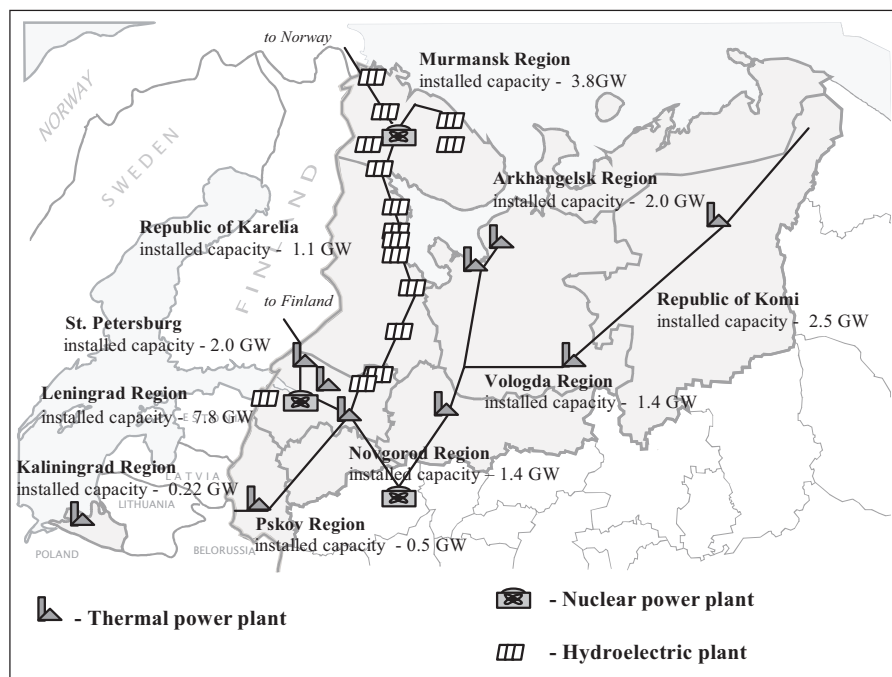 to Norway
Murmansk Region
installed capacity - 3.8GW
NORWAY
SWEDEN
FINLAND
Arkhangelsk Region
installed capacity - 2.0 GW
Republic of Karelia
installed capacity - 1.1 GW
to Finland
Republic of Komi
installed capacity - 2.5 GW
St. Petersburg
installed capacity - 2.0 GW
Vologda Region
installed capacity - 1.4 GW
Leningrad Region
installed capacity - 7.8 GW
Novgorod Region
installed capacity – 1.4 GW
Kaliningrad Region
installed capacity - 0.22 GW
LATVIA
LITHUANIA
Pskov Region
installed capacity - 0.5 GW
POLAND
BELORUSSIA
- Thermal power plant
- Nuclear power plant
- Hydroelectric plant